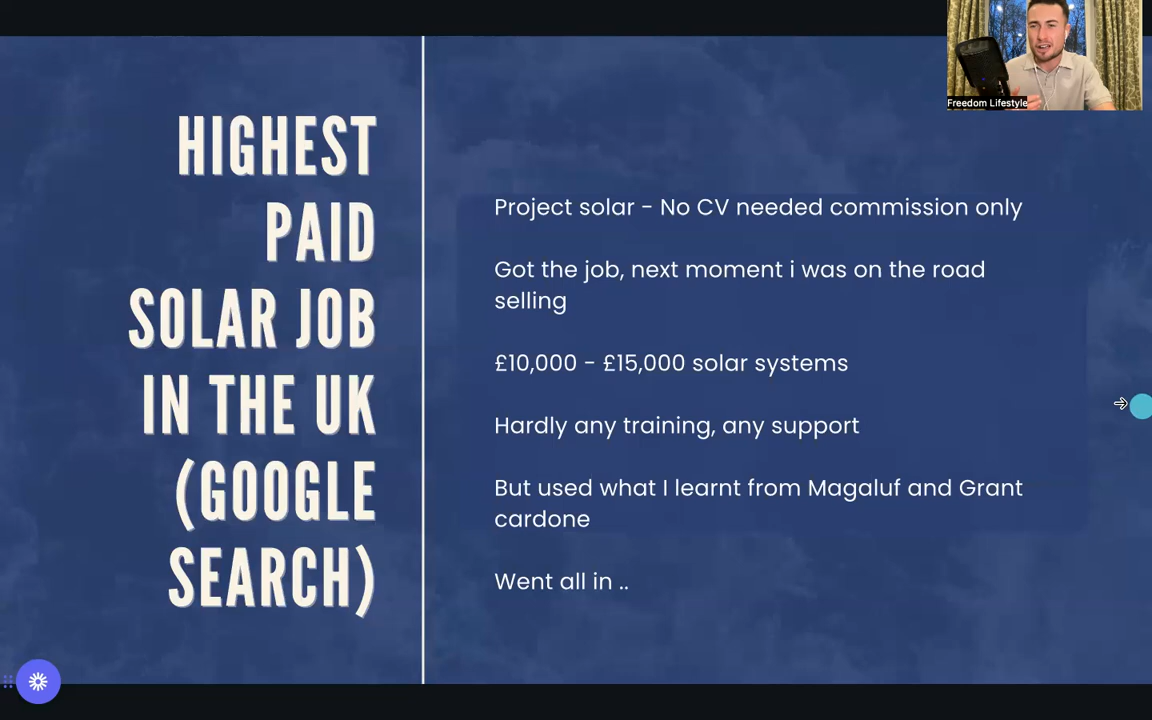 Freedom Lifestyle
HIGHEST
PAID
SOLAR JOB
IN THE UK
(GOOGLE
SEARCH)
Project solar - No CV needed commission only
Got the job, next moment i was on the road
selling
£10,000 - £15,000 solar systems
Hardly any training, any support
But used what I learnt from Magaluf and Grant
cardone
Went all in ..